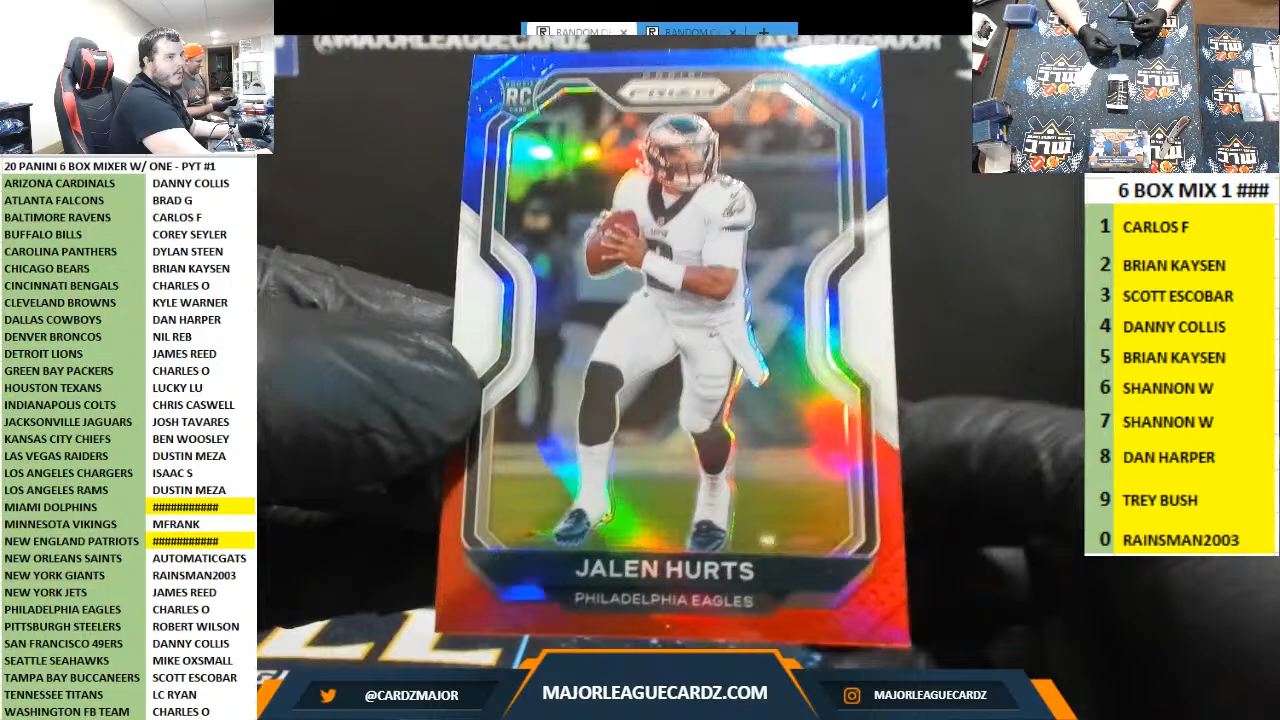 @MAJORLEAGUECARDZ
20 PANINI 6 BOX MIXER W/ ONE - PYT #1
ARIZONA CARDINALS DANNY COLLIS
ATLANTA FALCONS BRAD G
BALTIMORE RAVENS CARLOS F
BUFFALO BILLS COREY SEYLER
CAROLINA PANTHERS DYLAN STEEN
CHICAGO BEARS BRIAN KAYSEN
CINCINNATI BENGALS CHARLES O
CLEVELAND BROWNS KYLE WARNER
DALLAS COWBOYS DAN HARPER
DENVER BRONCOS NIL REB
DETROIT LIONS JAMES REED
GREEN BAY PACKERS CHARLES O
HOUSTON TEXANS LUCKY LU
INDIANAPOLIS COLTS CHRIS CASWELL
JACKSONVILLE JAGUARS JOSH TAVARES
KANSAS CITY CHIEFS BEN WOOSLEY
LAS VEGAS RAIDERS DUSTIN MEZA
LOS ANGELES CHARGERS ISAAC S
LOS ANGELES RAMS DUSTIN MEZA
MIAMI DOLPHINS ###########
MINNESOTA VIKINGS MFRANK
NEW ENGLAND PATRIOTS ###########
NEW ORLEANS SAINTS AUTOMATICGATS
NEW YORK GIANTS RAINSMAN2003
NEW YORK JETS JAMES REED
PHILADELPHIA EAGLES CHARLES O
PITTSBURGH STEELERS ROBERT WILSON
SAN FRANCISCO 49ERS DANNY COLLIS
SEATTLE SEAHAWKS MIKE OXSMALL
TAMPA BAY BUCCANEERS SCOTT ESCOBAR
TENNESSEE TITANS LC RYAN
WASHINGTON FB TEAM CHARLES O
RC
PRIZM
JALEN HURTS
PHILADELPHIA EAGLES
6 BOX MIX 1 ###
1 CARLOS F
2 BRIAN KAYSEN
3 SCOTT ESCOBAR
4 DANNY COLLIS
5 BRIAN KAYSEN
6 SHANNON W
7 SHANNON W
8 DAN HARPER
9 TREY BUSH
0 RAINSMAN2003
@CARDZMAJOR
MAJORLEAGUECARDZ.COM
MAJORLEAGUECARDZ